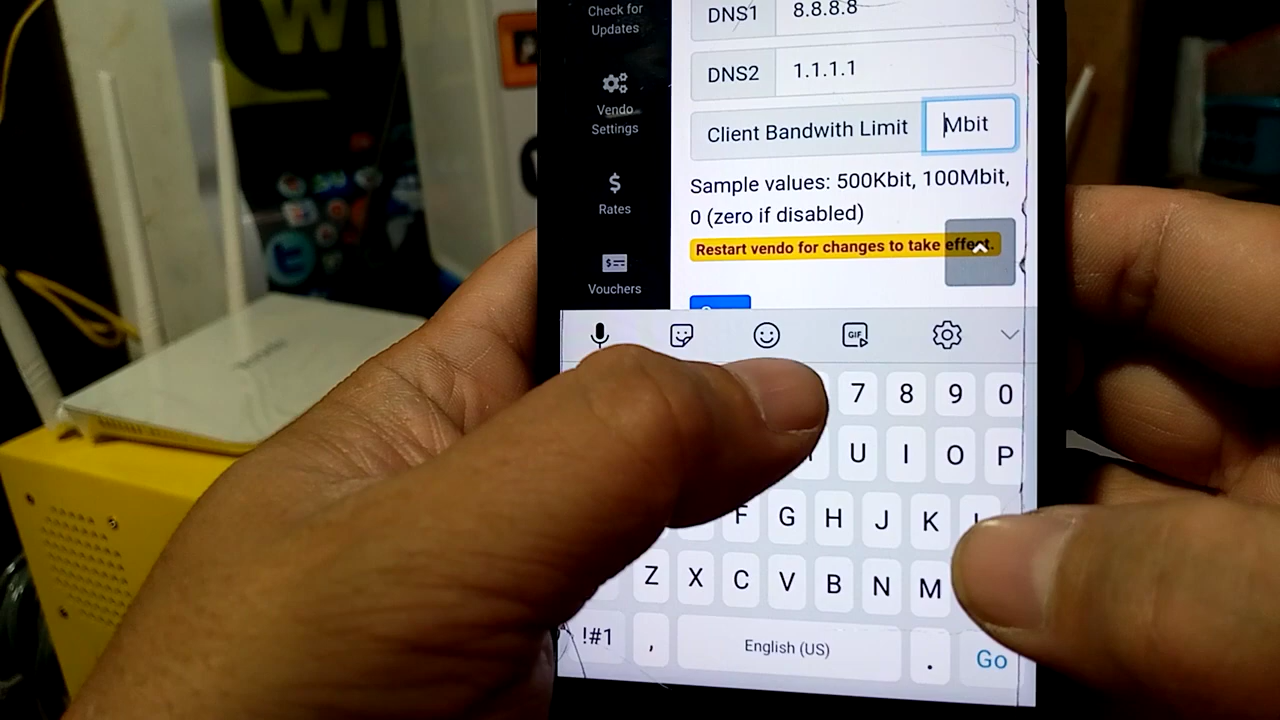 Wi
Check for
Updates
Vendo
Settings
$
Rates
Vouchers
DNS1 8.8.8.8
DNS2 1.1.1.1
Client Bandwith Limit Mbit
Sample values: 500Kbit, 100Mbit,
0 (zero if disabled)
Restart vendo for changes to take effect.
GIF
7 8 9 0
U I O P
F G H J K L
Z X C V B N M
!#1 , English (US) . Go